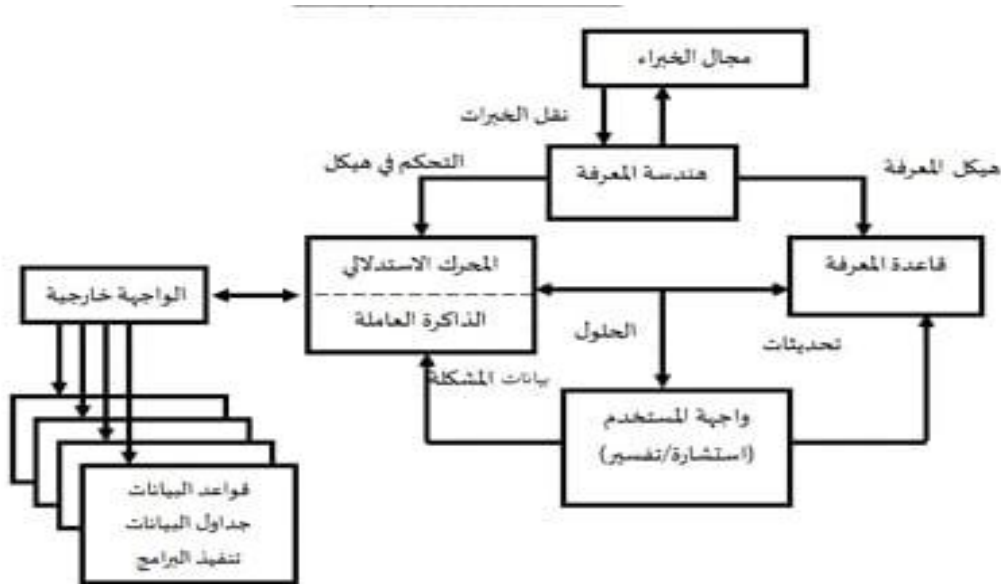 مجال الخبراء
نقل الخبرات
هندسة المعرفة
التحكم في هيكل
هيكل المعرفة
المحرك الاستدلالي
الذاكرة العاملة
قاعدة المعرفة
الواجهة خارجية
الحلول
تحديثات
بيانات المشكلة
واجهة المستخدم
(استشارة/تفسير)
قواعد البيانات
جداول البيانات
تنفيذ البرامج